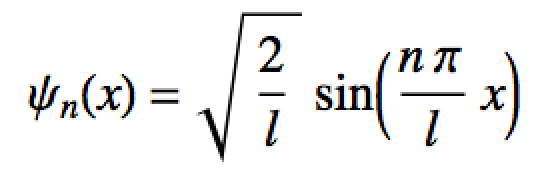 ψₙ(x) = √(2/l) sin(nπ/l x)